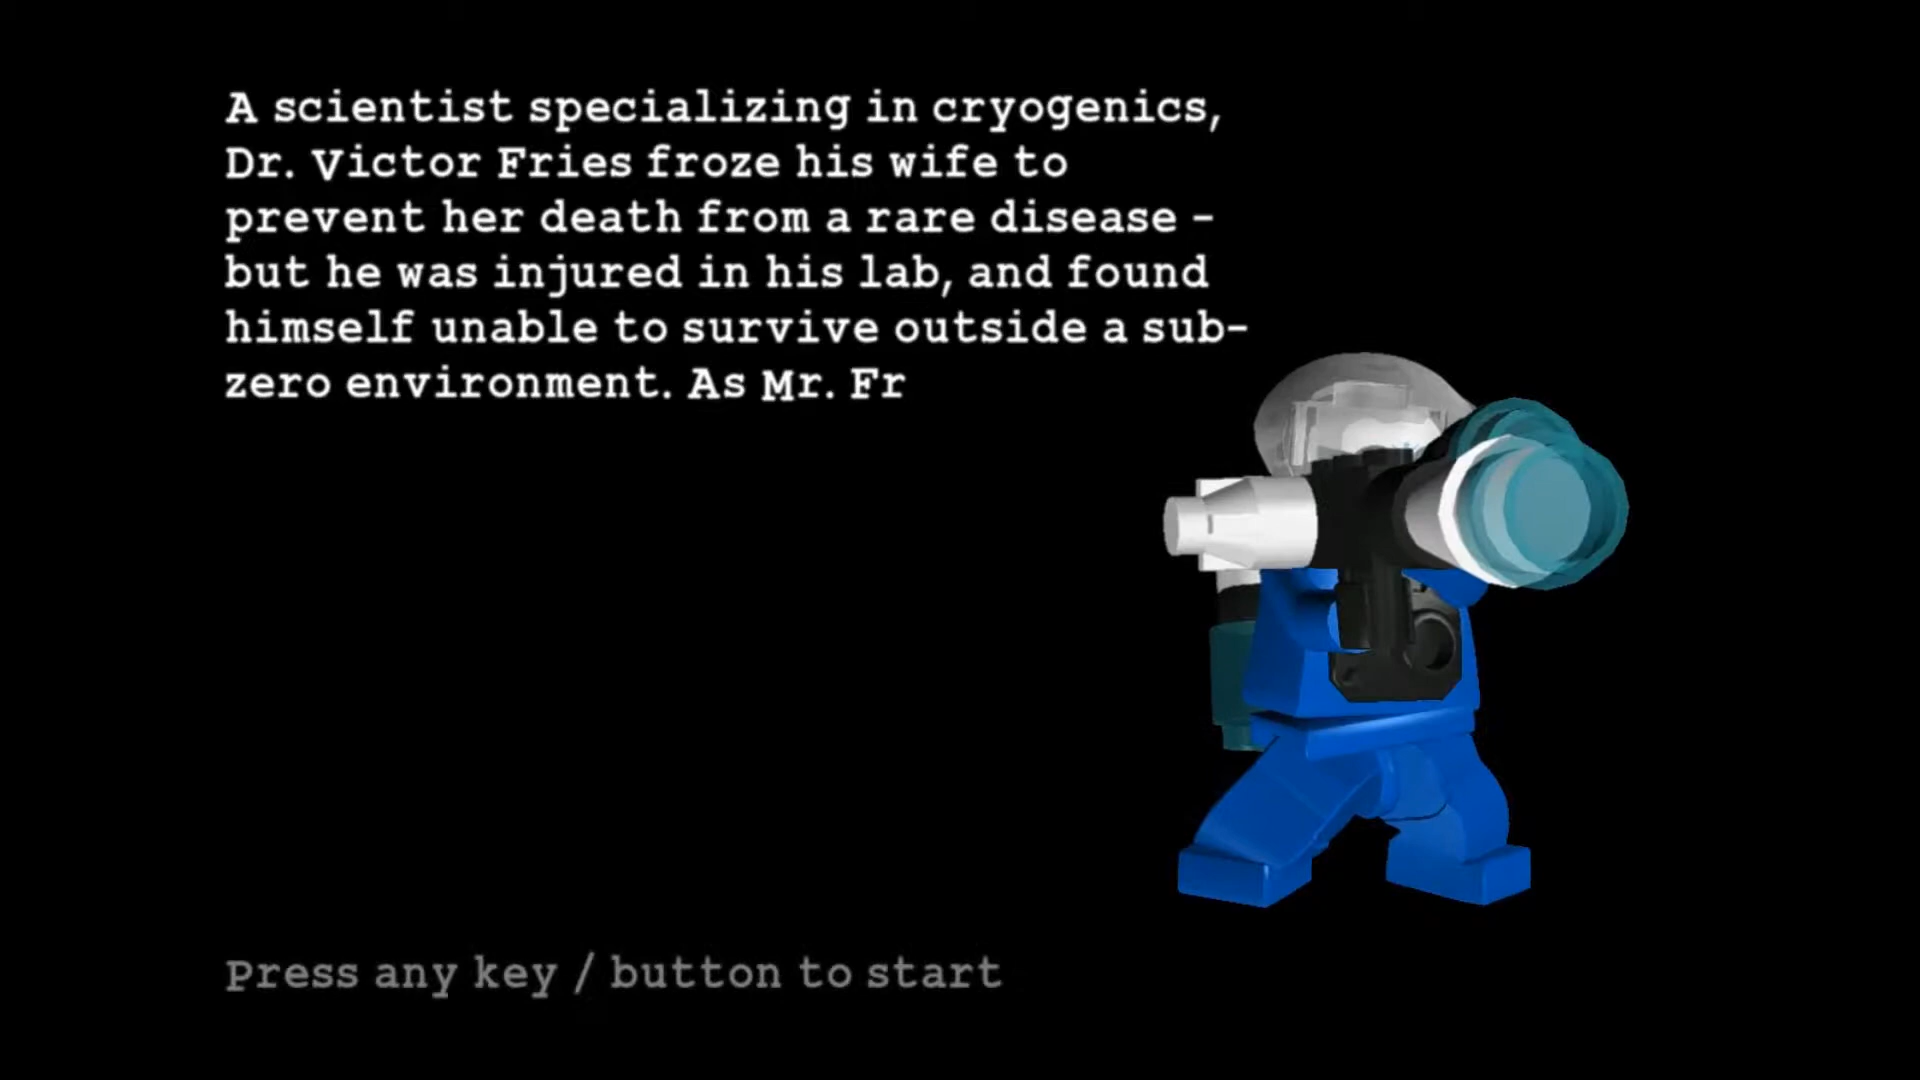 A scientist specializing in cryogenics,
Dr. Victor Fries froze his wife to
prevent her death from a rare disease -
but he was injured in his lab, and found
himself unable to survive outside a sub-
zero environment. As Mr. Fr
Press any key / button to start